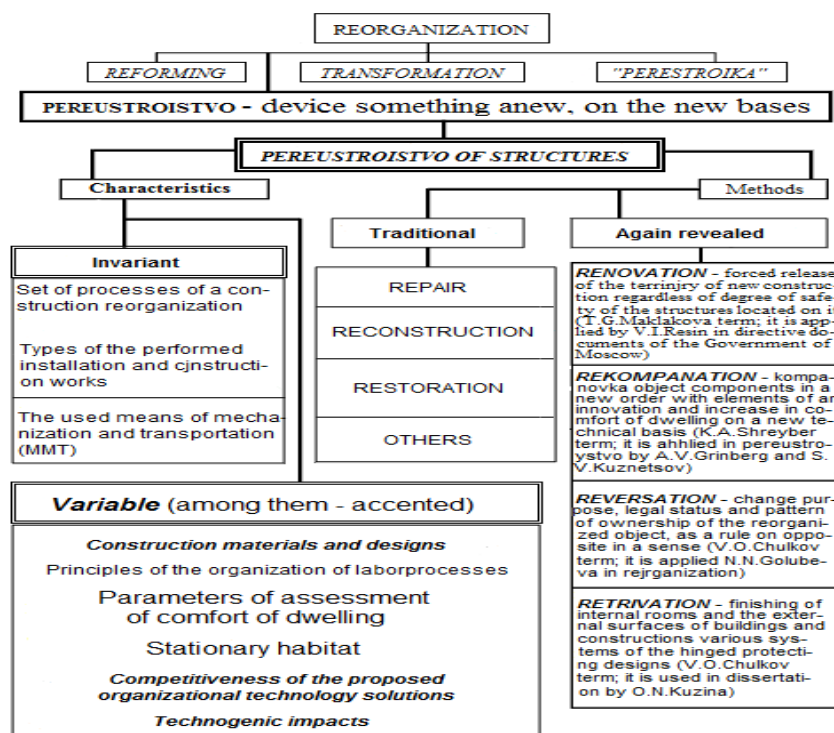 REORGANIZATION
REFORMING
TRANSFORMATION
"PERESTROIKA"
PEREUSTROISTVO - device something anew, on the new bases
PEREUSTROISTVO OF STRUCTURES
Characteristics
Methods
Invariant
Set of processes of a con-
struction reorganization
Types of the performed
installation and cjnstructi-
on works
The used means of mecha-
nization and transportation
(MMT)
Variable (among them - accented)
Construction materials and designs
Principles of the organization of laborprocesses
Parameters of assessment
of comfort of dwelling
Stationary habitat
Competitiveness of the proposed
organizational technology solutions
Technogenic impacts
Traditional
REPAIR
RECONSTRUCTION
RESTORATION
OTHERS
Again revealed
RENOVATION - forced release
of the terrinjry of new construc-
tion regardless of degree of safe-
ty of the structures located on it
(T.G.Maklakova term; it is app-
lied by V.I.Resin in directive do-
cuments of the Government of
Moscow)
REKOMPANATION - kompa-
novka object components in a
new order with elements of an
innovation and increase in co-
mfort of dwelling on a new te-
chnical basis (K.A.Shreyber
term; it is ahhlied in pereustro-
ystvo by A.V.Grinberg and S.
V.Kuznetsov)
REVERSATION - change pur-
pose, legal status and pattern
of ownership of the reorgani-
zed object, as a rule on oppo-
site in a sense (V.O.Chulkov
term; it is applied N.N.Golube-
va in rejrganization)
RETRIVATION - finishing of
internal rooms and the exter-
nal surfaces of buildings and
constructions various sys-
tems of the hinged protecti-
ng designs (V.O.Chulkov
term; it is used in dissertati-
on by O.N.Kuzina)